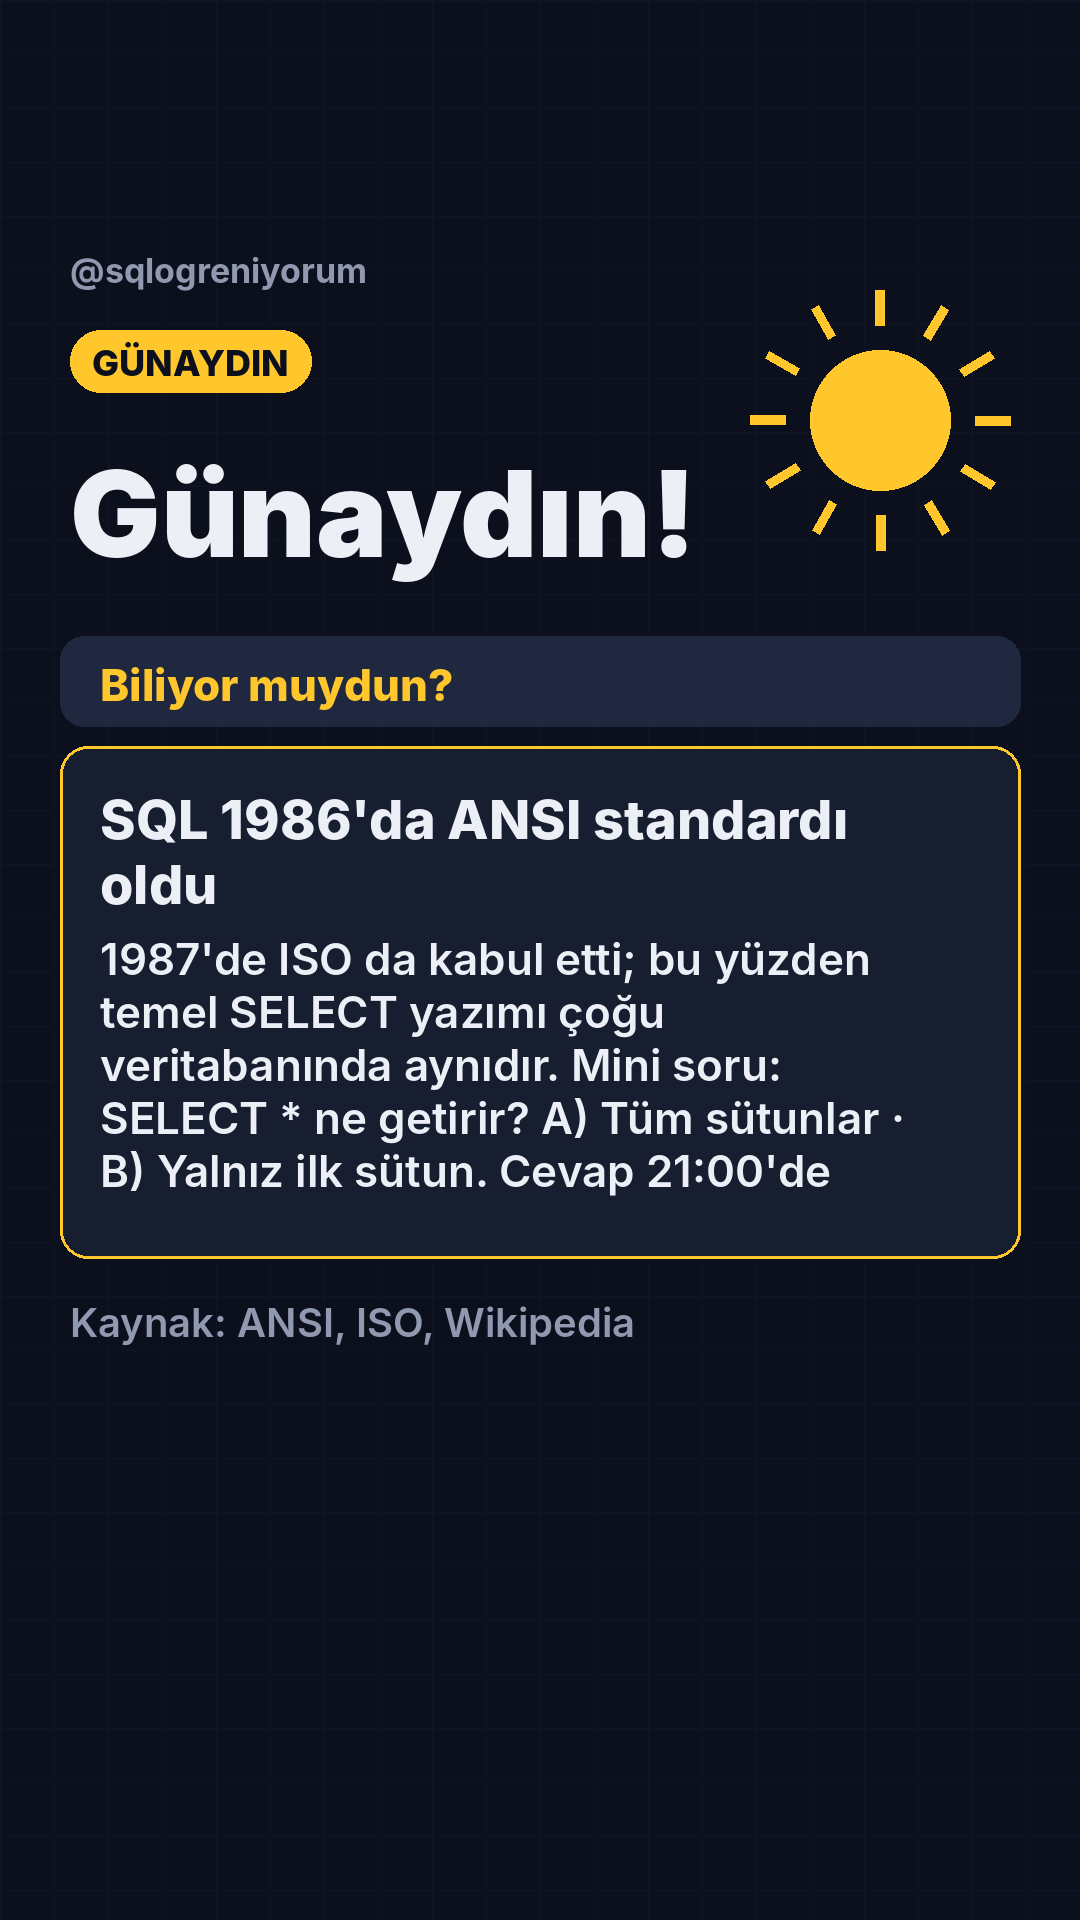 @sqlogreniyorum
GÜNAYDIN
Günaydın!
Biliyor muydun?
SQL 1986'da ANSI standardı
oldu
1987'de ISO da kabul etti; bu yüzden
temel SELECT yazımı çoğu
veritabanında aynıdır. Mini soru:
SELECT * ne getirir? A) Tüm sütunlar ·
B) Yalnız ilk sütun. Cevap 21:00'de
Kaynak: ANSI, ISO, Wikipedia